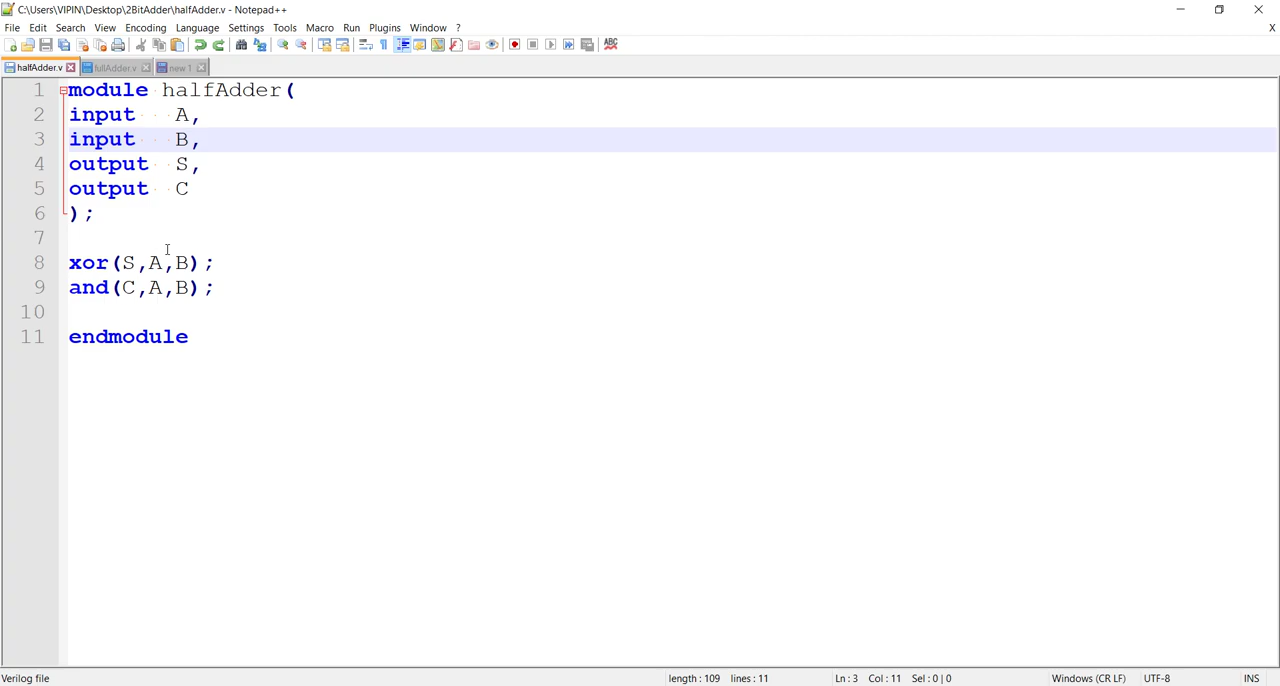 C:\Users\VIPIN\Desktop\2BitAdder\halfAdder.v - Notepad++
File Edit Search View Encoding Language Settings Tools Macro Run Plugins Window ? X
ABC
halfAdder.v fullAdder.v new 1
1 module halfAdder(
2 input A,
3 input B,
4 output S,
5 output C
6 );
7
8 xor(S,A,B);
9 and(C,A,B);
10
11 endmodule
Verilog file length : 109 lines : 11 Ln : 3 Col : 11 Sel : 0 | 0 Windows (CR LF) UTF-8 INS